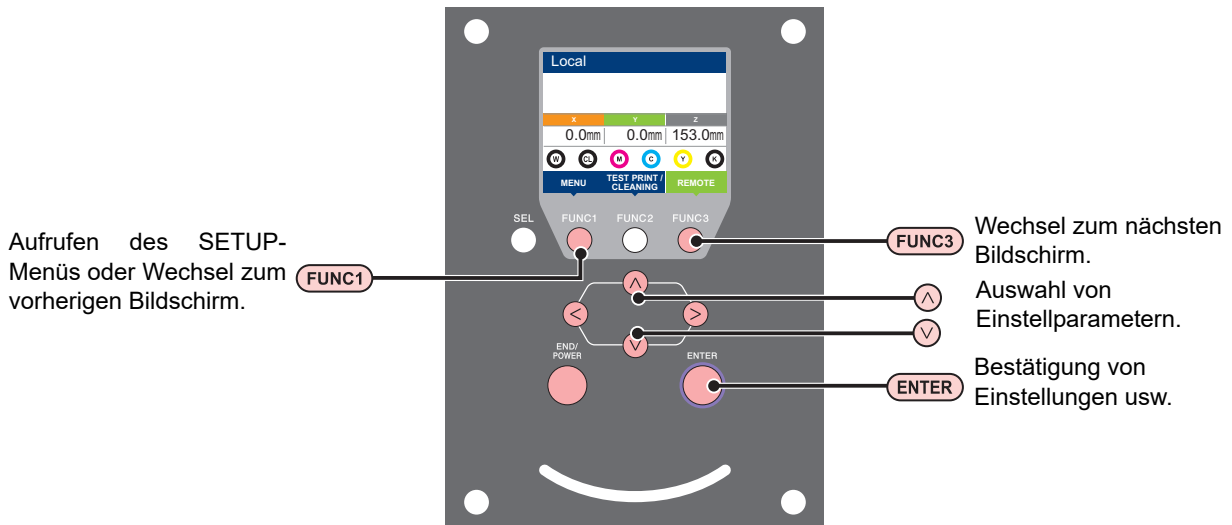 Local
X Y Z
0.0mm 0.0mm 153.0mm
W CL M C Y K
MENU TEST PRINT / CLEANING REMOTE
SEL FUNC1 FUNC2 FUNC3
Aufrufen des SETUP-
Menüs oder Wechsel zum
vorherigen Bildschirm.
FUNC1
FUNC3
Wechsel zum nächsten
Bildschirm.
Auswahl von
Einstellparametern.
END/
POWER
ENTER
ENTER
Bestätigung von
Einstellungen usw.